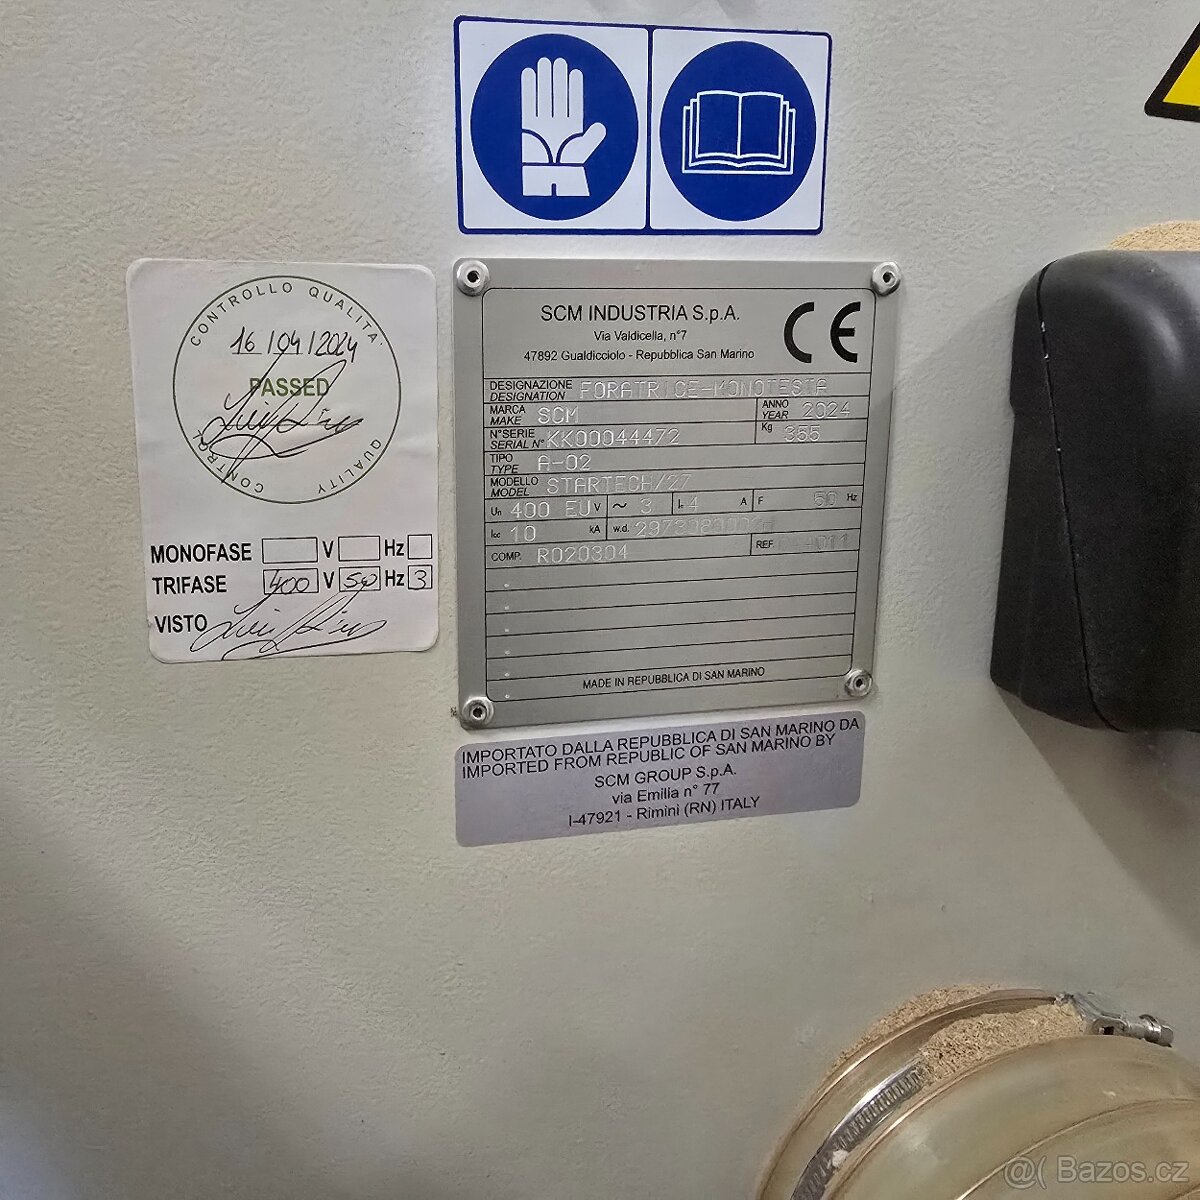 CONTROLLO QUALITA'
16/04/2024
PASSED
QUALITY CONTROL
MONOFASE V Hz
TRIFASE 400 V 50 Hz 3
VISTO
SCM INDUSTRIA S.p.A.
Via Valdicella, n°7
47892 Gualdicciolo - Repubblica San Marino
CE
DESIGNAZIONE
DESIGNATION FORATRICE-MONOTESTA
MARCA
MAKE SCM
ANNO
YEAR 2024
N°SERIE
SERIAL N° KK00044472
Kg 355
TIPO
TYPE A-02
MODELLO
MODEL STARTECH/27
Un 400 EU V ~ 3 I= 4 A F 50 Hz
Icc 10 kA w.d.
COMP. R020304
REF.
MADE IN REPUBBLICA DI SAN MARINO
IMPORTATO DALLA REPUBBLICA DI SAN MARINO DA
IMPORTED FROM REPUBLIC OF SAN MARINO BY
SCM GROUP S.p.A.
via Emilia n° 77
I-47921 - Rimini (RN) ITALY
Bazos.cz